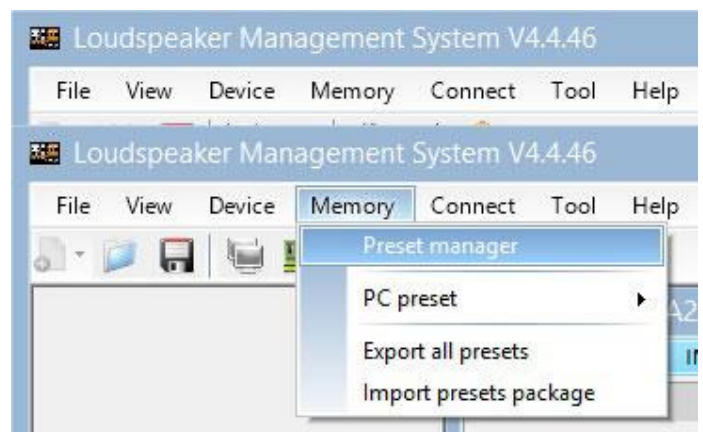 Loudspeaker Management System V4.4.46
File View Device Memory Connect Tool Help
Loudspeaker Management System V4.4.46
File View Device Memory Connect Tool Help
Preset manager
PC preset
Export all presets
Import presets package